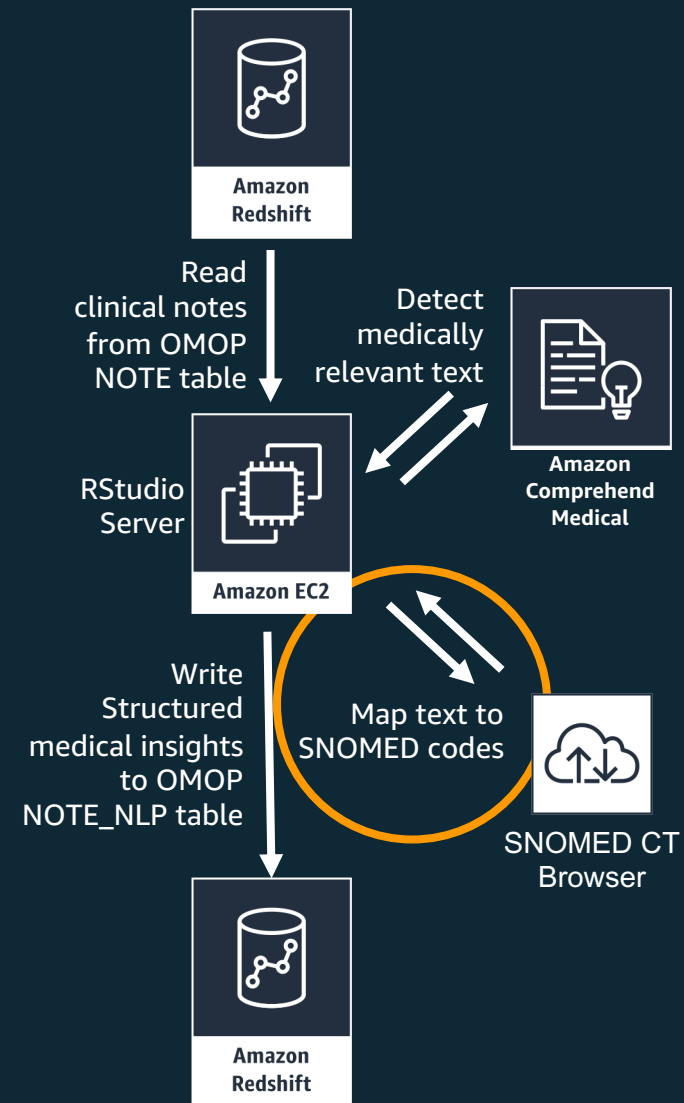 Amazon
Redshift
Read
clinical notes
from OMOP
NOTE table
Detect
medically
relevant text
Amazon
Comprehend
Medical
RStudio
Server
Amazon EC2
Write
Structured
medical insights
to OMOP
NOTE_NLP table
Map text to
SNOMED codes
SNOMED CT
Browser
Amazon
Redshift